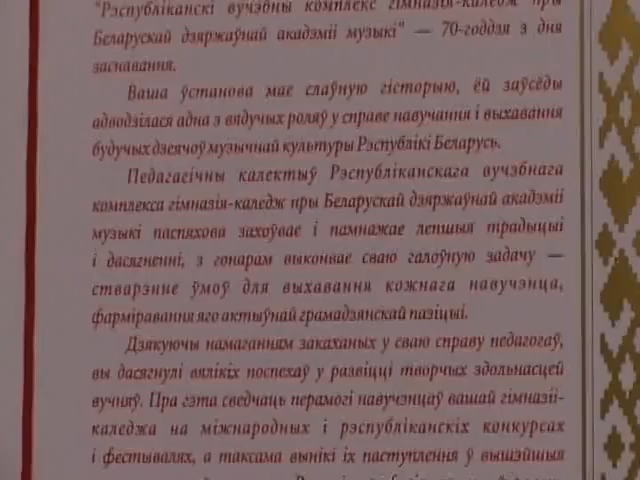 "Рэспубліканскі вучэбны комплекс гімназія-каледж пры
Беларускай дзяржаўнай акадэміі музыкі" — 70-годдзя з дня
заснавання.
Ваша ўстанова мае слаўную гісторыю, ёй заўсёды
адводзілася адна з вядучых роляў у справе навучання і выхавання
будучых дзеячоў музычнай культуры Рэспублікі Беларусь.
Педагагічны калектыў Рэспубліканскага вучэбнага
комплекса гімназія-каледж пры Беларускай дзяржаўнай акадэміі
музыкі паспяхова захоўвае і памнажае лепшыя традыцыі
і дасягненні, з гонарам выконвае сваю галоўную задачу —
стварэнне ўмоў для выхавання кожнага навучэнца,
фарміравання яго актыўнай грамадзянскай пазіцыі.
Дзякуючы намаганням закаханых у сваю справу педагогаў,
вы дасягнулі вялікіх поспехаў у развіцці творчых здольнасцей
вучняў. Пра гэта сведчаць перамогі навучэнцаў вашай гімназіі-
каледжа на міжнародных і рэспубліканскіх конкурсах
і фестывалях, а таксама вынікі іх паступлення ў вышэйшыя